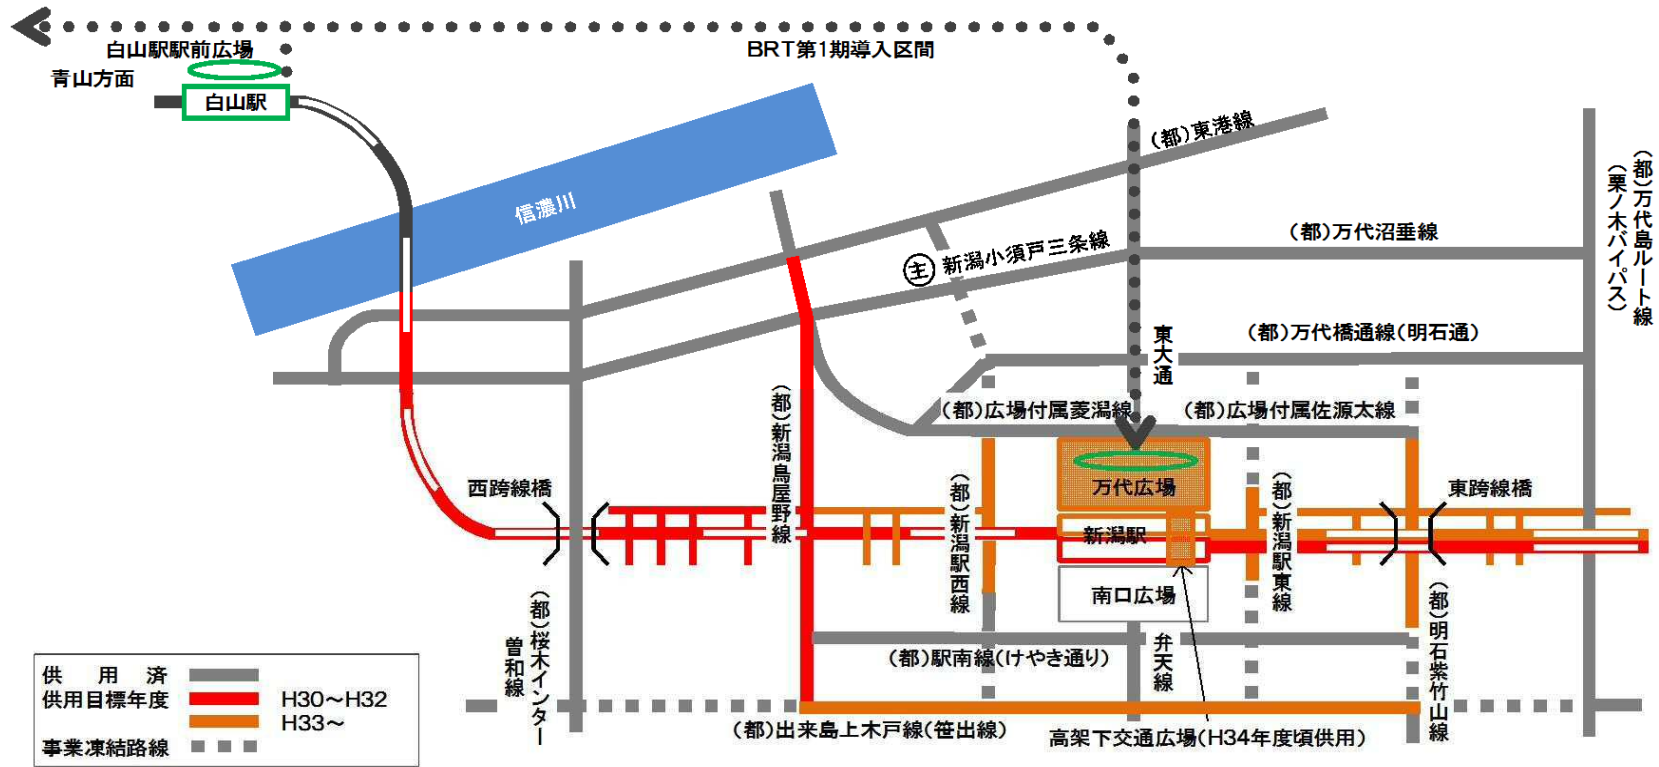 白山駅駅前広場
BRT第1期導入区間
青山方面
白山駅
(都)東港線
信濃川
(都)万代島ルート線
(栗ノ木バイパス)
(都)万代沼垂線
主 新潟小須戸三条線
(都)万代橋通線(明石通)
東大通
(都)広場付属菱潟線
(都)広場付属佐源太線
(都)新潟鳥屋野線
西跨線橋
万代広場
東跨線橋
(都)新潟駅西線
新潟駅
(都)新潟駅東線
南口広場
(都)桜木インター
曽和線
(都)駅南線(けやき通り)
弁天線
(都)明石紫竹山線
(都)出来島上木戸線(笹出線)
高架下交通広場(H34年度頃供用)
供用済
供用目標年度 H30～H32
H33～
事業凍結路線